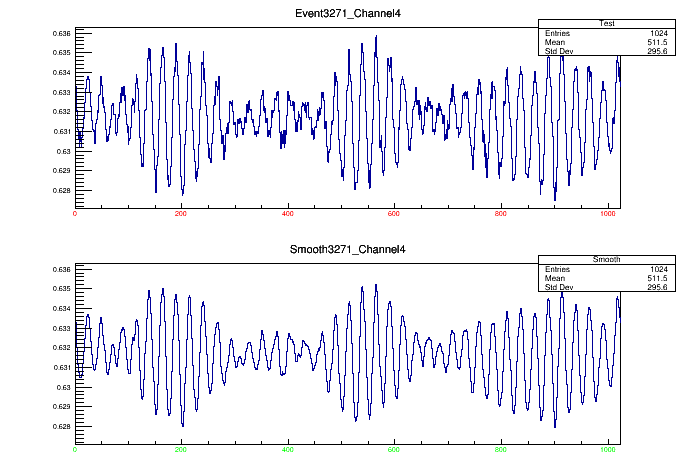 Event3271_Channel4
Test
Entries 1024
Mean 511.5
Std Dev 295.6
0.636
0.635
0.634
0.633
0.632
0.631
0.63
0.629
0.628
0 200 400 600 800 1000
Smooth3271_Channel4
Smooth
Entries 1024
Mean 511.5
Std Dev 295.6
0.636
0.635
0.634
0.633
0.632
0.631
0.63
0.629
0.628
0 200 400 600 800 1000